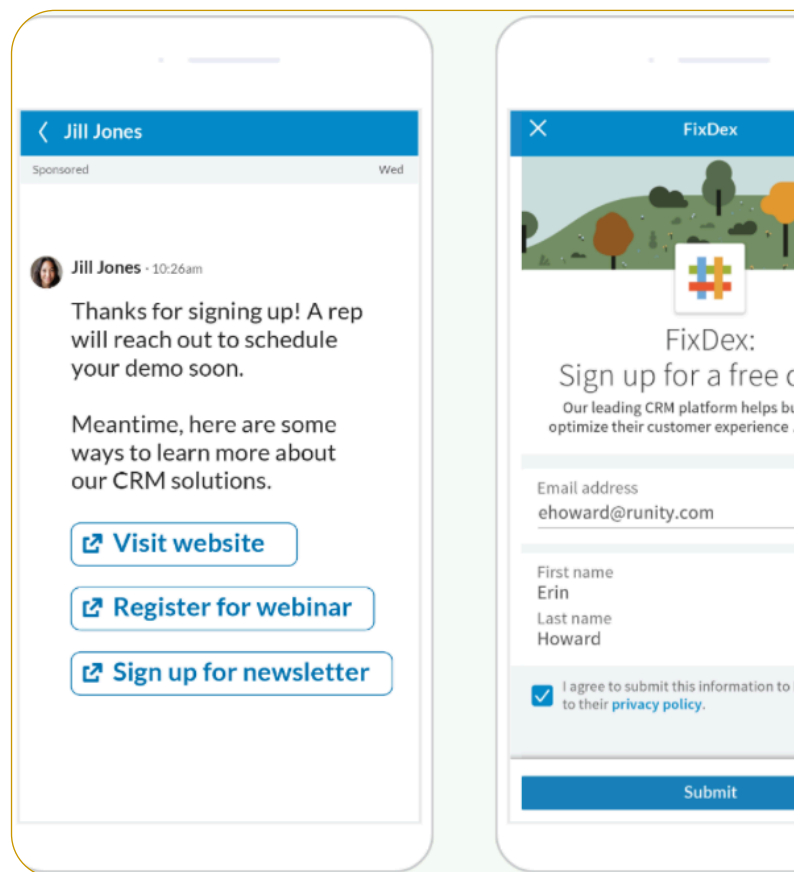 Jill Jones
Sponsored Wed
Jill Jones · 10:26am
Thanks for signing up! A rep
will reach out to schedule
your demo soon.
Meantime, here are some
ways to learn more about
our CRM solutions.
Visit website
Register for webinar
Sign up for newsletter
FixDex
FixDex:
Sign up for a free
Our leading CRM platform helps
optimize their customer experience
Email address
ehoward@runity.com
First name
Erin
Last name
Howard
I agree to submit this information to
to their privacy policy.
Submit